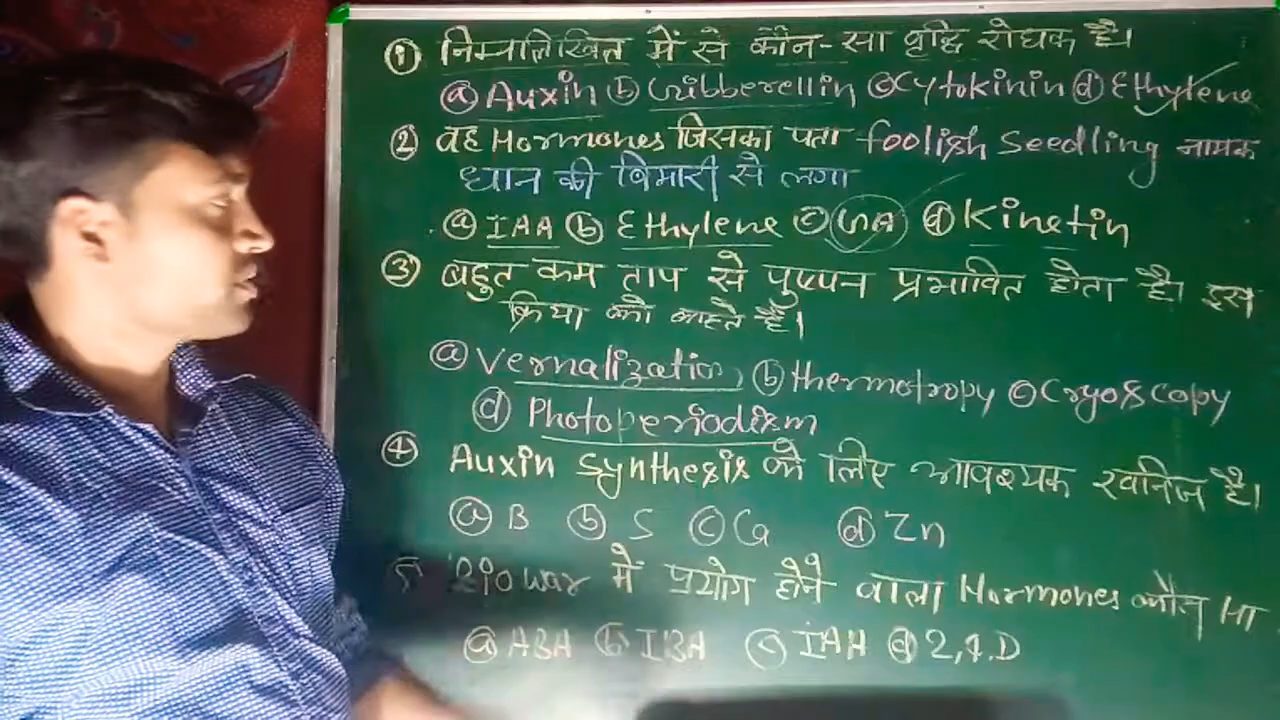 ① निम्नलिखित में से कौन-सा वृद्धि रोधक है।
ⓐ Auxin ⓑ Gibberellin ⓒ Cytokinin ⓓ Ethylene
② वह Hormones जिसका पता foolish Seedling नामक
धान की बिमारी से लगा
ⓐ IAA ⓑ Ethylene ⓒ GA ⓓ Kinetin
③ बहुत कम ताप से पुष्पन प्रभावित होता है। इस
क्रिया को कहते है।
ⓐ Vernalization ⓑ thermotropy ⓒ Cryoscopy
ⓓ Photoperiodism
④ Auxin Synthesis के लिए आवश्यक खनिज है।
ⓐ B ⓑ S ⓒ Ca ⓓ Zn
War में प्रयोग होने वाला Hormones कौन सा
ⓐ ABA ⓑ IBA ⓒ IAA ⓓ 2,4.D